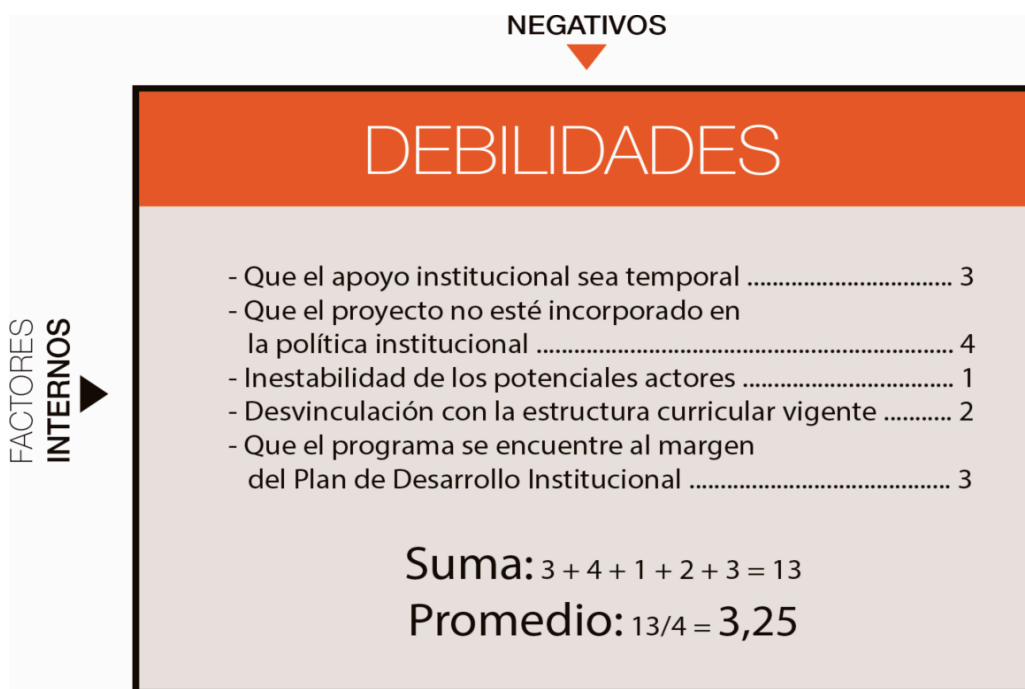 NEGATIVOS
DEBILIDADES
FACTORES
INTERNOS
- Que el apoyo institucional sea temporal ................................. 3
- Que el proyecto no esté incorporado en
la política institucional ................................................................... 4
- Inestabilidad de los potenciales actores .................................. 1
- Desvinculación con la estructura curricular vigente ........... 2
- Que el programa se encuentre al margen
del Plan de Desarrollo Institucional .......................................... 3
Suma: 3 + 4 + 1 + 2 + 3 = 13
Promedio: 13/4 = 3,25